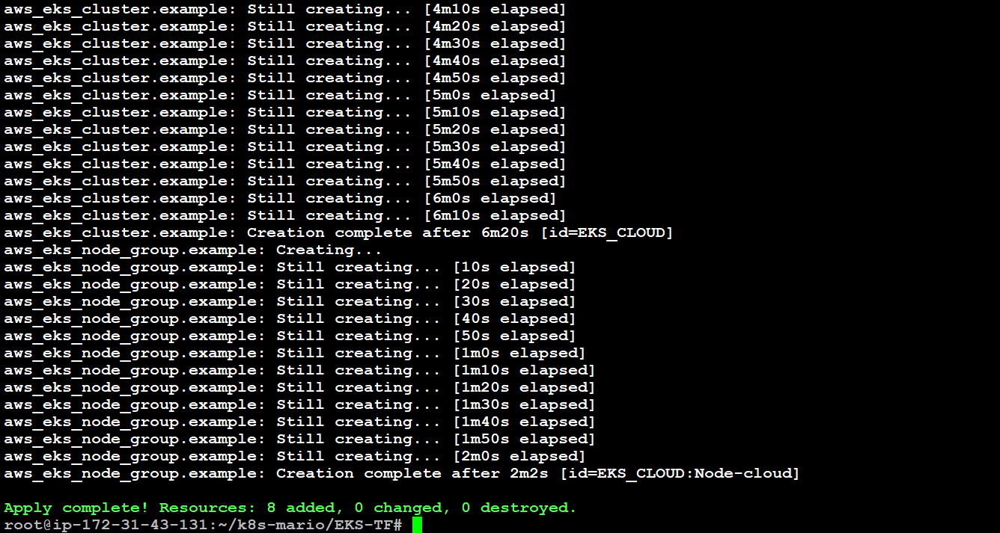 aws_eks_cluster.example: Still creating... [4m10s elapsed]
aws_eks_cluster.example: Still creating... [4m20s elapsed]
aws_eks_cluster.example: Still creating... [4m30s elapsed]
aws_eks_cluster.example: Still creating... [4m40s elapsed]
aws_eks_cluster.example: Still creating... [4m50s elapsed]
aws_eks_cluster.example: Still creating... [5m0s elapsed]
aws_eks_cluster.example: Still creating... [5m10s elapsed]
aws_eks_cluster.example: Still creating... [5m20s elapsed]
aws_eks_cluster.example: Still creating... [5m30s elapsed]
aws_eks_cluster.example: Still creating... [5m40s elapsed]
aws_eks_cluster.example: Still creating... [5m50s elapsed]
aws_eks_cluster.example: Still creating... [6m0s elapsed]
aws_eks_cluster.example: Still creating... [6m10s elapsed]
aws_eks_cluster.example: Creation complete after 6m20s [id=EKS_CLOUD]
aws_eks_node_group.example: Creating...
aws_eks_node_group.example: Still creating... [10s elapsed]
aws_eks_node_group.example: Still creating... [20s elapsed]
aws_eks_node_group.example: Still creating... [30s elapsed]
aws_eks_node_group.example: Still creating... [40s elapsed]
aws_eks_node_group.example: Still creating... [50s elapsed]
aws_eks_node_group.example: Still creating... [1m0s elapsed]
aws_eks_node_group.example: Still creating... [1m10s elapsed]
aws_eks_node_group.example: Still creating... [1m20s elapsed]
aws_eks_node_group.example: Still creating... [1m30s elapsed]
aws_eks_node_group.example: Still creating... [1m40s elapsed]
aws_eks_node_group.example: Still creating... [1m50s elapsed]
aws_eks_node_group.example: Still creating... [2m0s elapsed]
aws_eks_node_group.example: Creation complete after 2m2s [id=EKS_CLOUD:Node-cloud]
Apply complete! Resources: 8 added, 0 changed, 0 destroyed.
root@ip-172-31-43-131:~/k8s-mario/EKS-TF#